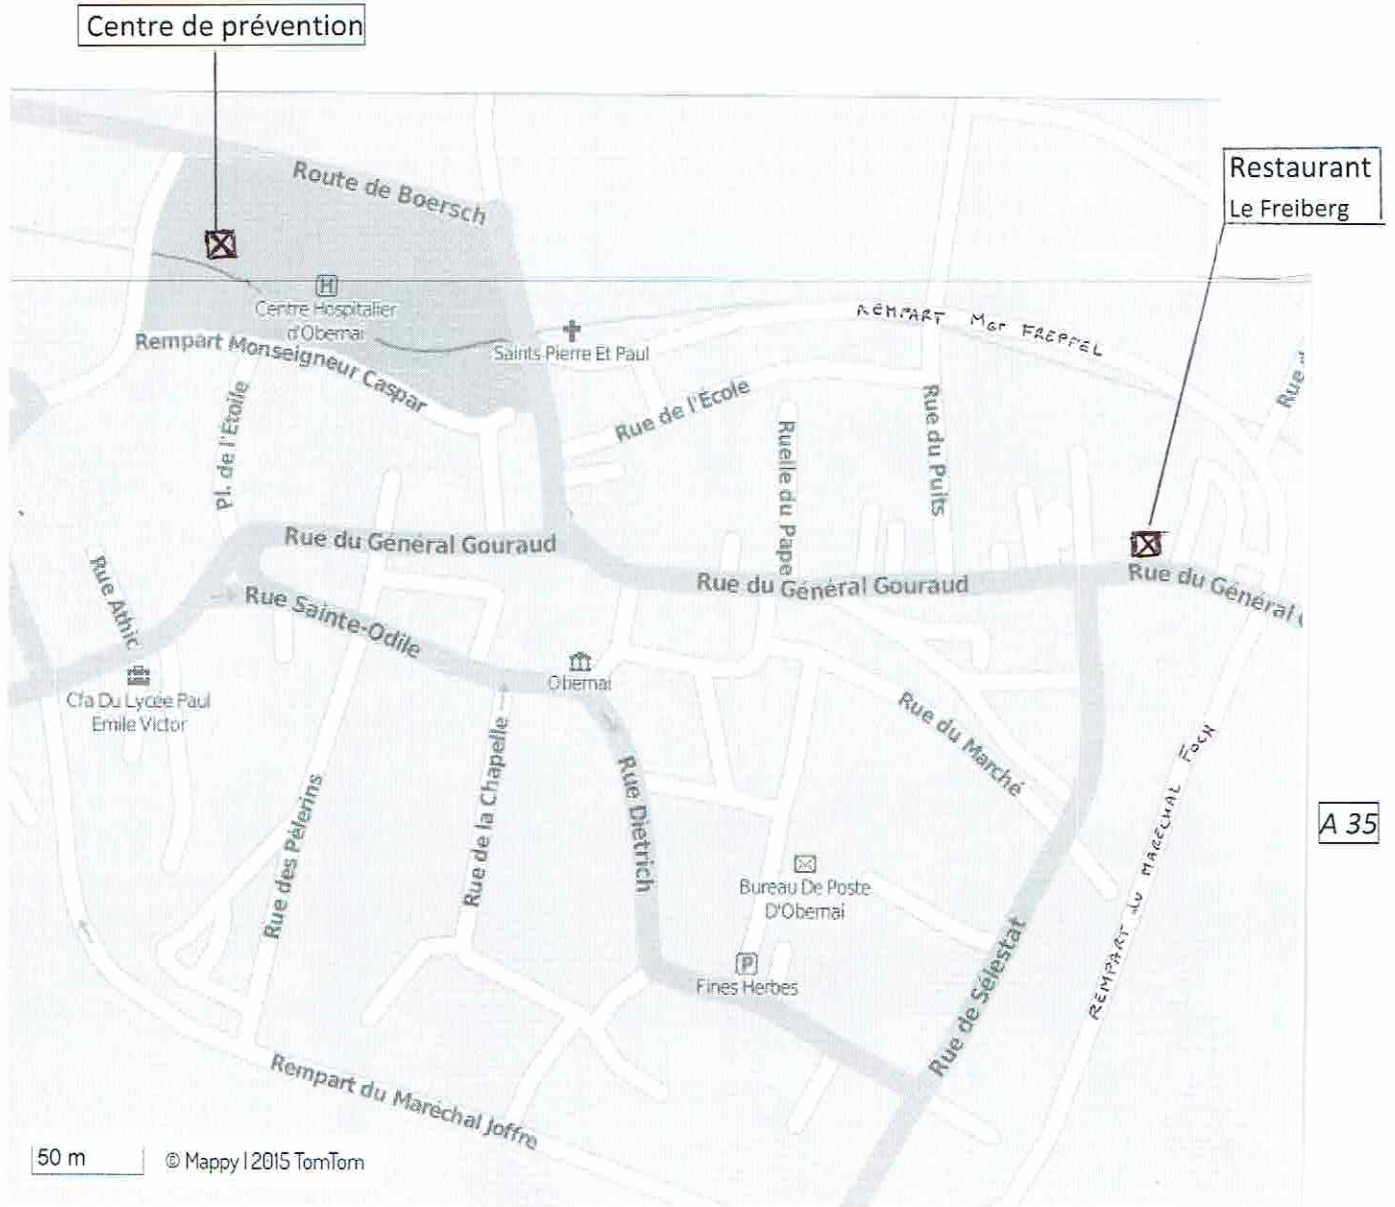 Centre de prévention
Restaurant
Le Freiberg
Route de Boersch
Centre Hospitalier
d'Obernai
Saints Pierre Et Paul
REMPART Mgr FREPPEL
Rempart Monseigneur Caspar
Rue de l'École
Pl. de l'Etoile
Ruelle du Pape
Rue du Puits
Rue
Rue du Général Gouraud
Rue du Général Gouraud
Rue du Général
Rue Athic
Rue Sainte-Odile
Obernai
Cfa Du Lycée Paul
Emile Victor
Rue du Marché
Rue des Pèlerins
Rue de la Chapelle
Rue Dietrich
REMPART du MARECHAL FOCH
A 35
Bureau De Poste
D'Obernai
P
Fines Herbes
Rue de Sélestat
Rempart du Maréchal Joffre
50 m
© Mappy | 2015 TomTom
H